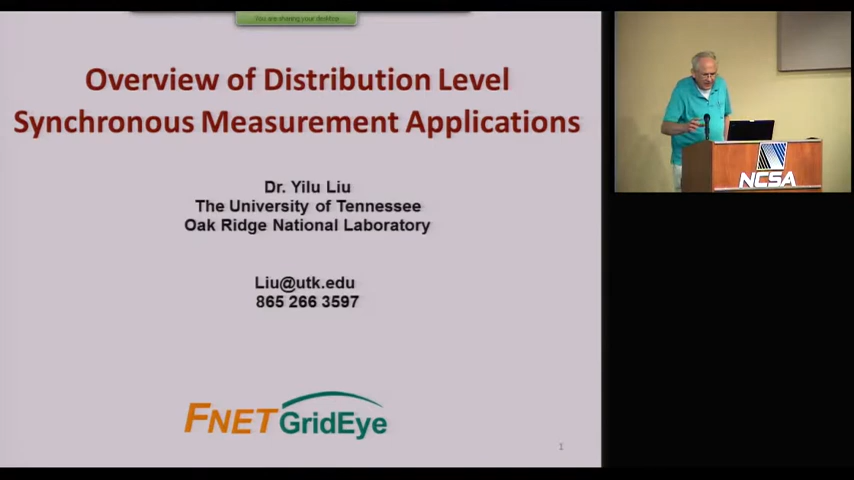 You are sharing your desktop
Overview of Distribution Level
Synchronous Measurement Applications
Dr. Yilu Liu
The University of Tennessee
Oak Ridge National Laboratory
Liu@utk.edu
865 266 3597
FNET GridEye
1
NCSA